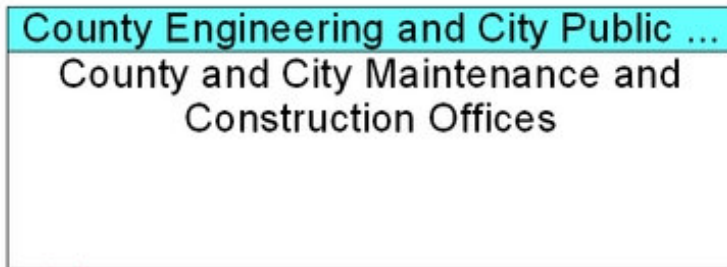 County Engineering and City Public ...
County and City Maintenance and
Construction Offices